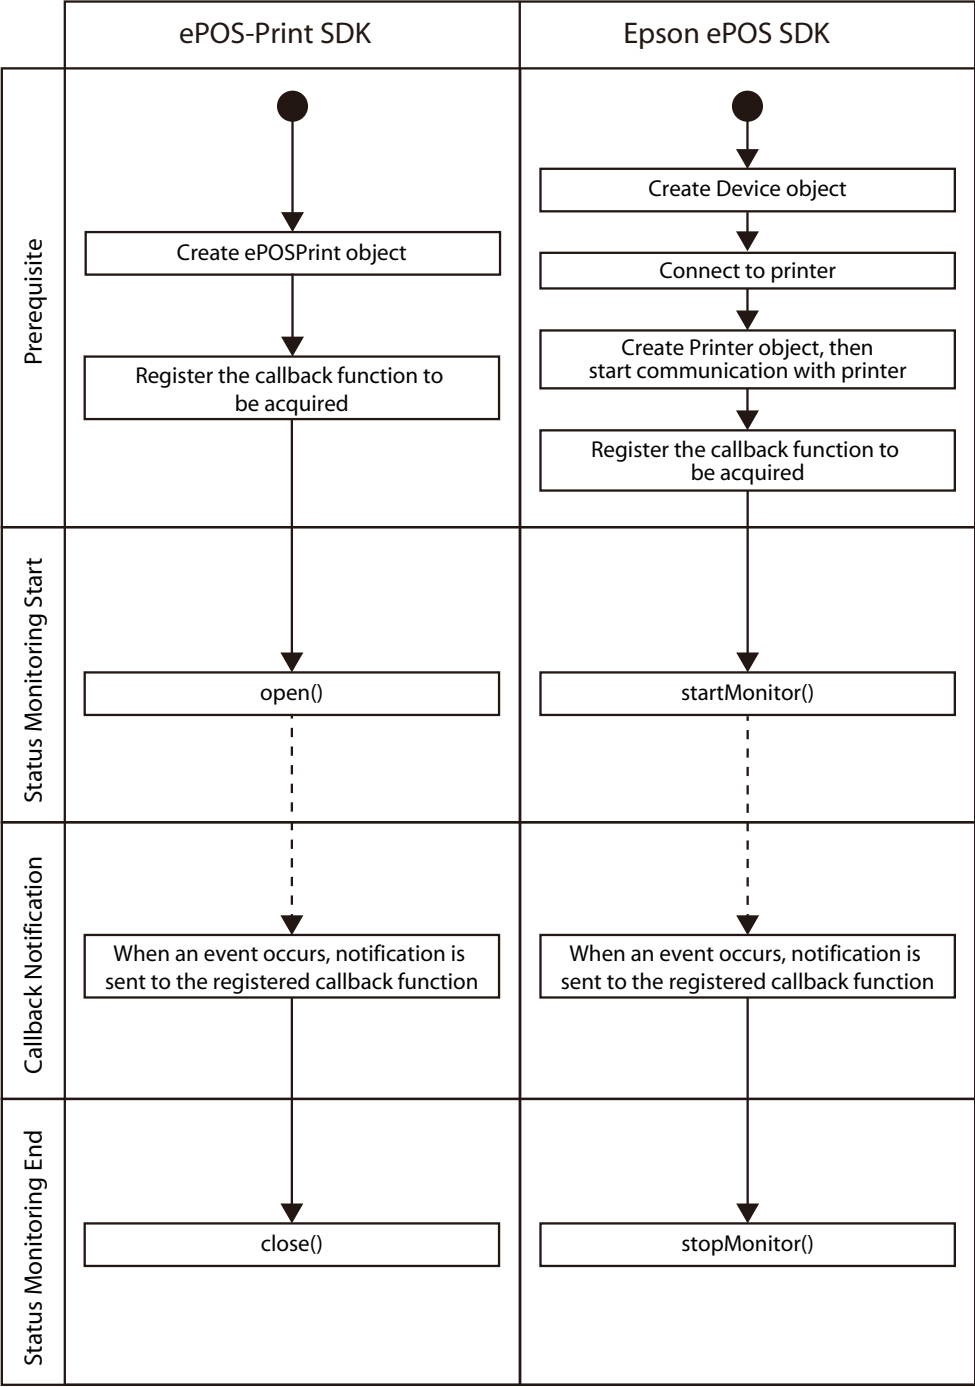 ePOS-Print SDK
Epson ePOS SDK
Prerequisite
Create ePOSPrint object
Register the callback function to
be acquired
Create Device object
Connect to printer
Create Printer object, then
start communication with printer
Register the callback function to
be acquired
Status Monitoring Start
open()
startMonitor()
Callback Notification
When an event occurs, notification is
sent to the registered callback function
When an event occurs, notification is
sent to the registered callback function
Status Monitoring End
close()
stopMonitor()